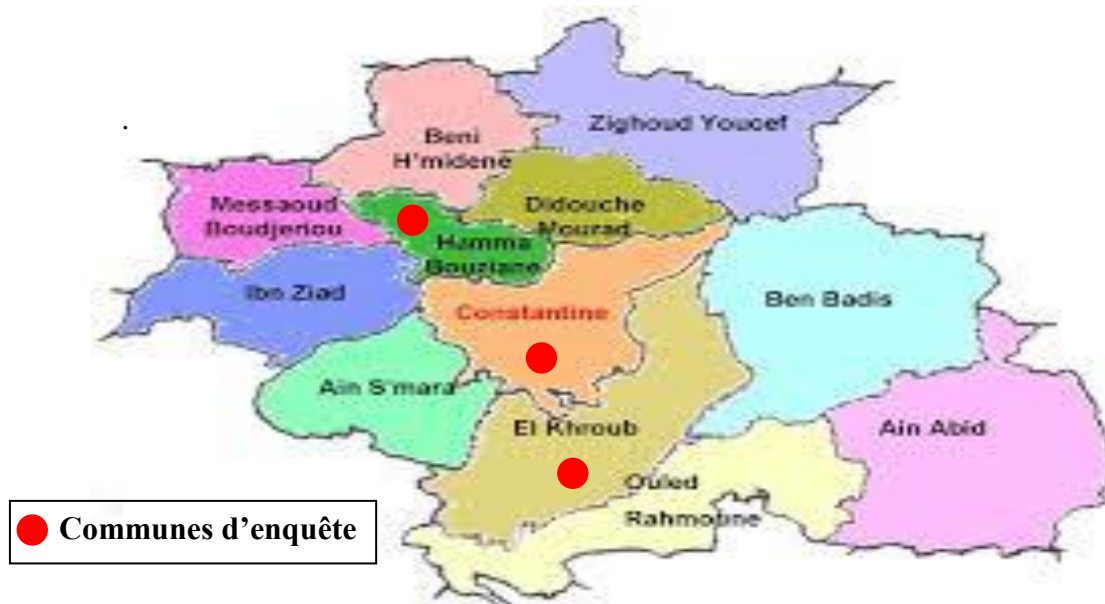 Zighoud Youcef
Beni
H'midene
Messaoud
Boudjeriou
Didouche
Mourad
Hamma
Bouziane
Ibn Ziad
Ben Badis
Constantine
Ain S'mara
El Khroub
Ain Abid
Ouled
Rahmoune
Communes d'enquête